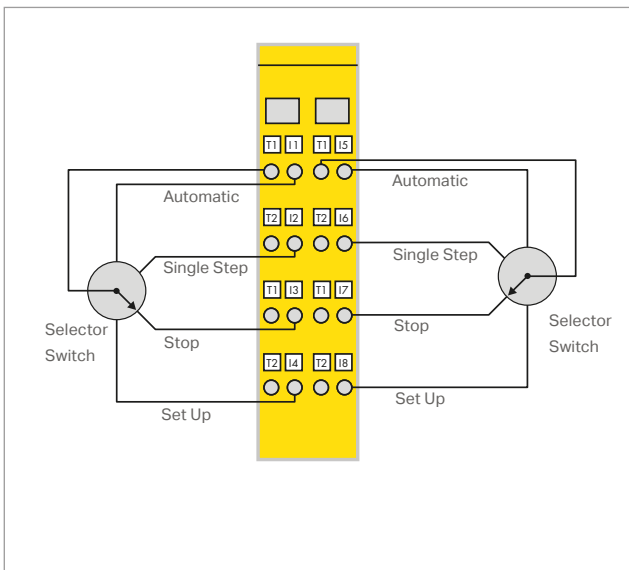 T1 I1 T1 I5
Automatic
Automatic
T2 I2 T2 I6
Single Step
Single Step
T1 I3 T1 I7
Selector
Switch
Stop
Stop
Selector
Switch
T2 I4 T2 I8
Set Up
Set Up